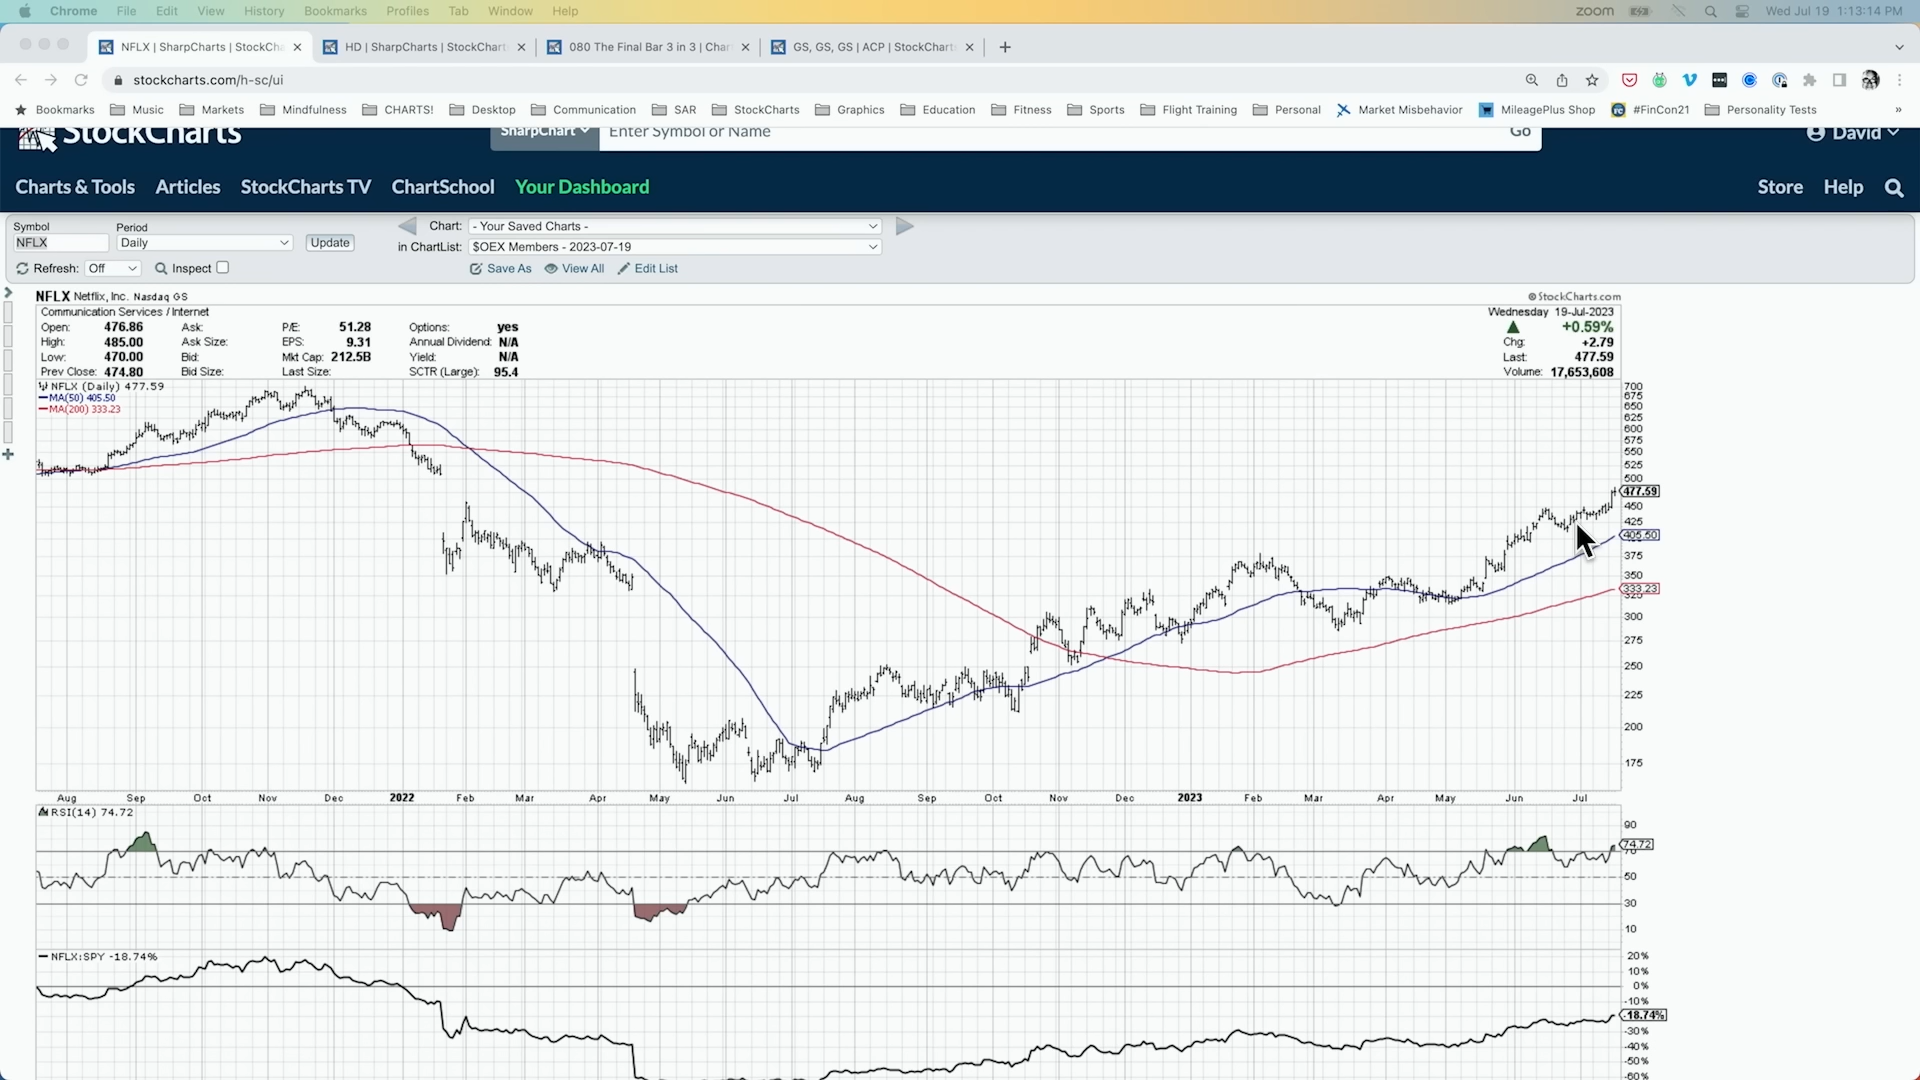 Chrome File Edit View History Bookmarks Profiles Tab Window Help zoom Wed Jul 19 1:13:14 PM
NFLX | SharpCharts | StockCha HD | SharpCharts | StockChart 080 The Final Bar 3 in 3 | Char GS, GS, GS | ACP | StockChart
stockcharts.com/h-sc/ui
Bookmarks Music Markets Mindfulness CHARTS! Desktop Communication SAR StockCharts Graphics Education Fitness Sports Flight Training Personal Market Misbehavior MileagePlus Shop #FinCon21 Personality Tests »
StockCharts SharpChart Enter Symbol or Name Go David
Charts & Tools Articles StockCharts TV ChartSchool Your Dashboard Store Help
Symbol Period Chart: - Your Saved Charts -
NFLX Daily Update in ChartList: $OEX Members - 2023-07-19
Refresh: Off Inspect Save As View All Edit List
NFLX Netflix, Inc. Nasdaq GS © StockCharts.com
Communication Services / Internet Wednesday 19-Jul-2023
Open: 476.86 Ask: P/E: 51.28 Options: yes +0.59%
High: 485.00 Ask Size: EPS: 9.31 Annual Dividend: N/A Chg: +2.79
Low: 470.00 Bid: Mkt Cap: 212.5B Yield: N/A Last: 477.59
Prev Close: 474.80 Bid Size: Last Size: SCTR (Large): 95.4 Volume: 17,653,608
NFLX (Daily) 477.59
MA(50) 405.50
MA(200) 333.23
700
675
650
625
600
575
550
525
500
477.59
450
425
405.50
375
350
333.23
325
300
275
250
225
200
175
Aug Sep Oct Nov Dec 2022 Feb Mar Apr May Jun Jul Aug Sep Oct Nov Dec 2023 Feb Mar Apr May Jun Jul
RSI(14) 74.72
90
74.72
70
50
30
10
NFLX:SPY -18.74%
20%
10%
0%
-10%
-18.74%
-30%
-40%
-50%
-60%